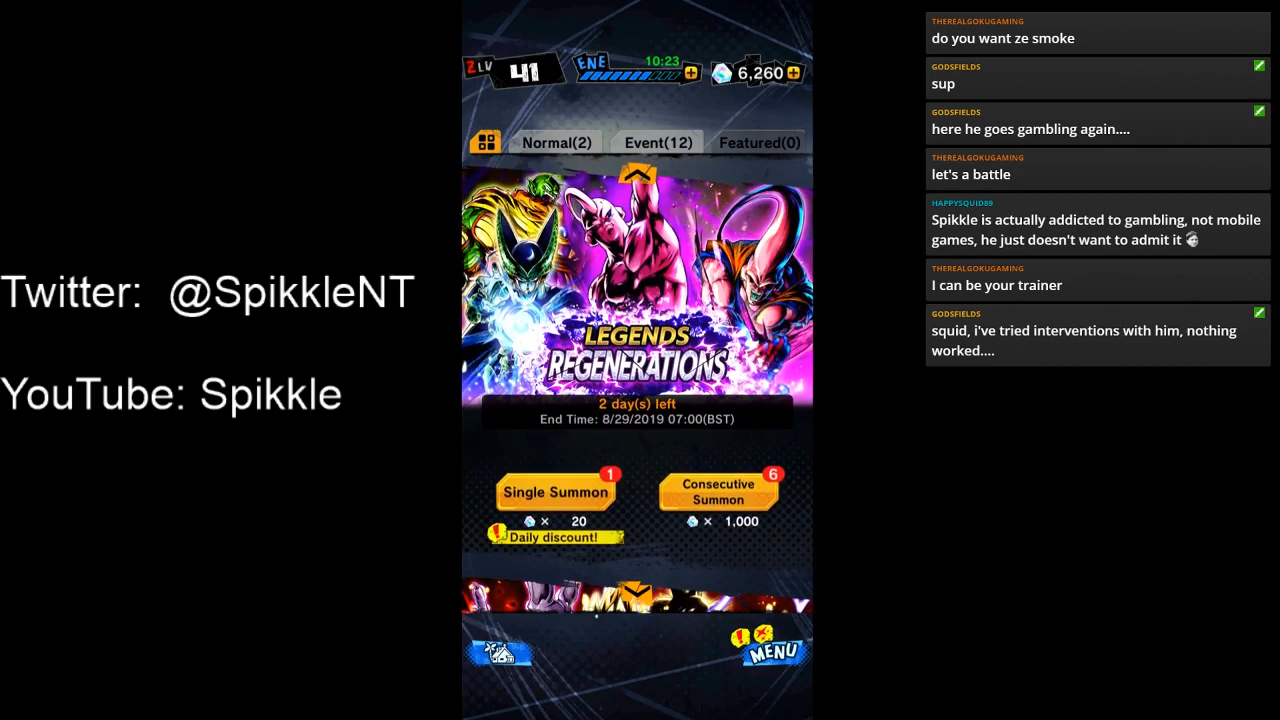 Twitter:  @SpikkleNT
YouTube: Spikkle
Z LV 41
ENE
10:23
6,260
Normal(2)
Event(12)
Featured(0)
LEGENDS
REGENERATIONS
2 day(s) left
End Time: 8/29/2019 07:00(BST)
Single Summon
1
× 20
Daily discount!
Consecutive
Summon
6
× 1,000
MENU
THEREALGOKUGAMING
do you want ze smoke
GODSFIELDS
sup
GODSFIELDS
here he goes gambling again....
THEREALGOKUGAMING
let's a battle
HAPPYSQUID89
Spikkle is actually addicted to gambling, not mobile
games, he just doesn't want to admit it
THEREALGOKUGAMING
I can be your trainer
GODSFIELDS
squid, i've tried interventions with him, nothing
worked....